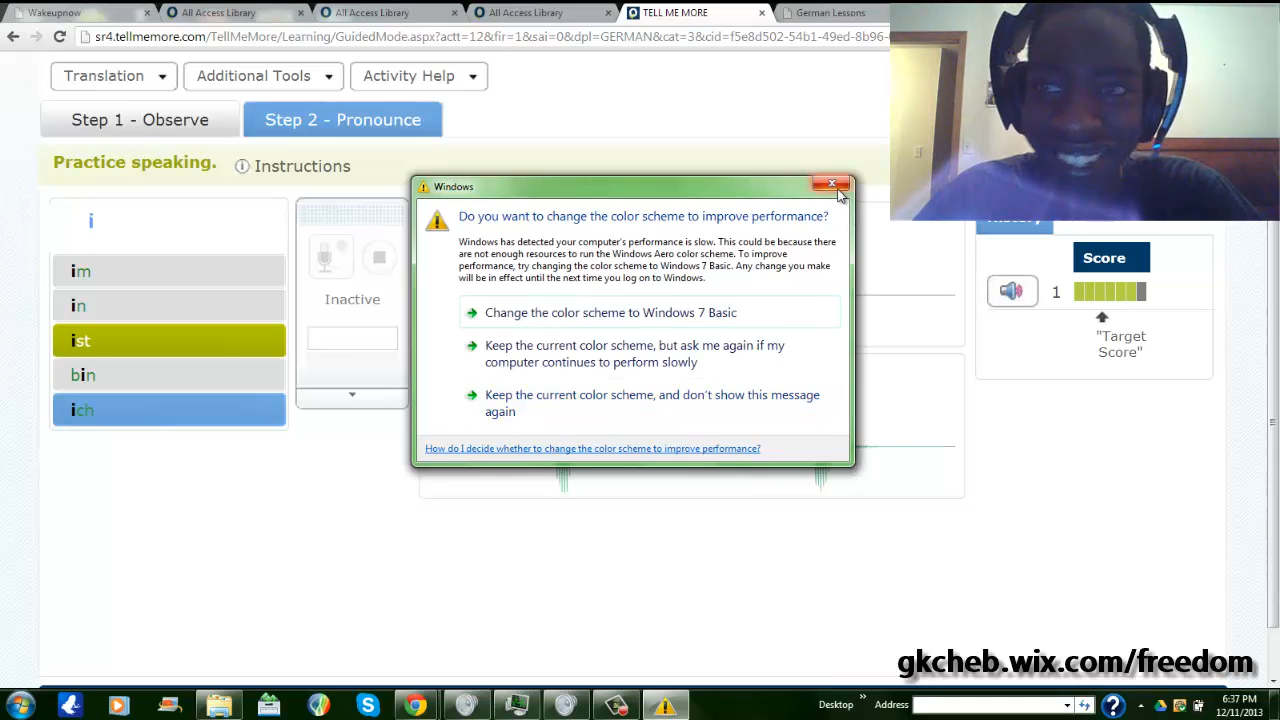 Wakeupnow
All Access Library
All Access Library
All Access Library
TELL ME MORE
German Lessons
sr4.tellmemore.org/TellMeMore/Learning/GuidedMode.aspx?actt=12&fir=1&sai=0&dpl=GERMAN&cat=3&cid=f5e8d502-54b1-49ed-8b96-
Translation
Additional Tools
Activity Help
Step 1 - Observe
Step 2 - Pronounce
Practice speaking.
Instructions
i
im
in
ist
bin
ich
Inactive
Windows
Do you want to change the color scheme to improve performance?
Windows has detected your computer's performance is slow. This could be because there
are not enough resources to run the Windows Aero color scheme. To improve
performance, try changing the color scheme to Windows 7 Basic. Any change you make
will be in effect until the next time you log on to Windows.
Change the color scheme to Windows 7 Basic
Keep the current color scheme, but ask me again if my
computer continues to perform slowly
Keep the current color scheme, and don't show this message
again
How do I decide whether to change the color scheme to improve performance?
Score
1
"Target
Score"
gkcheb.wix.com/freedom
Desktop
Address
6:37 PM
12/11/2013